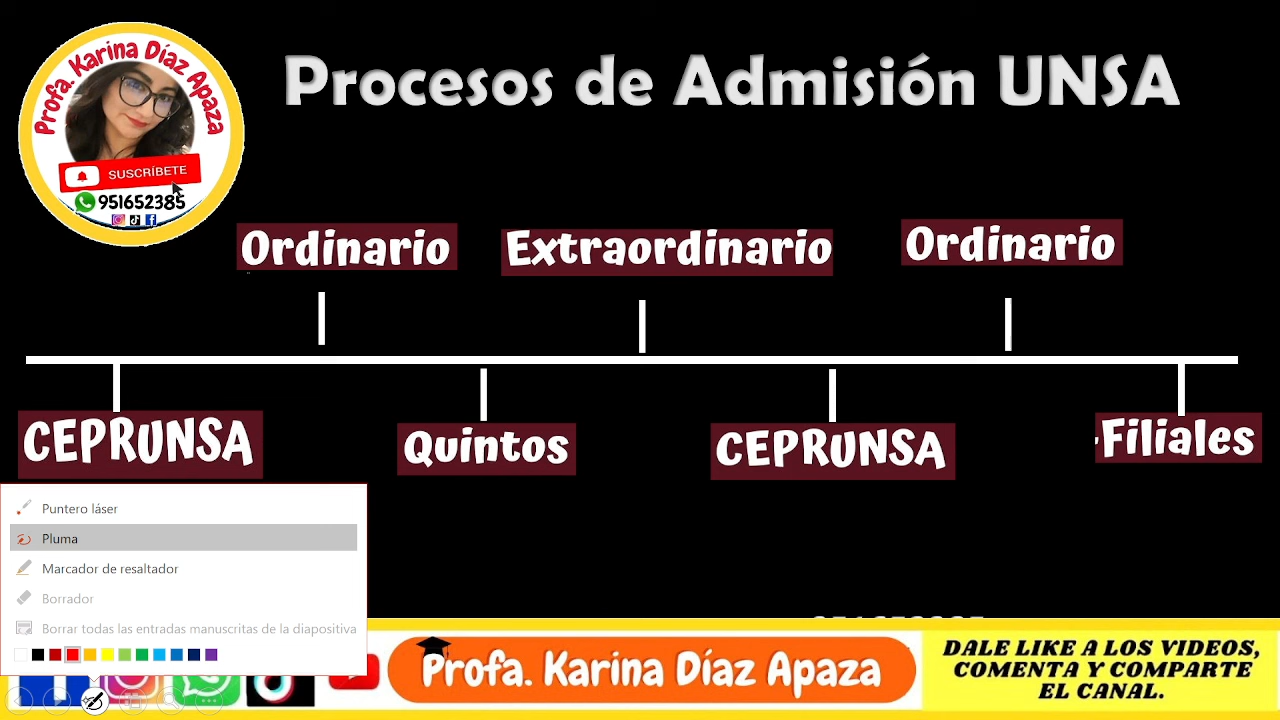 Profa. Karina Díaz Apaza
SUSCRÍBETE
951652385
Procesos de Admisión UNSA
Ordinario
Extraordinario
Ordinario
CEPRUNSA
Quintos
CEPRUNSA
-Filiales
Puntero láser
Pluma
Marcador de resaltador
Borrador
Borrar todas las entradas manuscritas de la diapositiva
Profa. Karina Díaz Apaza
DALE LIKE A LOS VIDEOS,
COMENTA Y COMPARTE
EL CANAL.